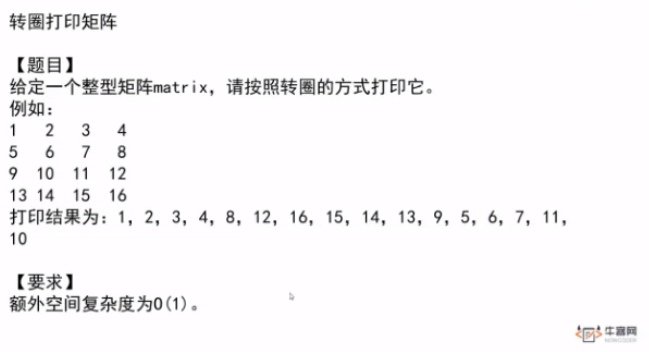 转圈打印矩阵
【题目】
给定一个整型矩阵matrix，请按照转圈的方式打印它。
例如：
1 2 3 4
5 6 7 8
9 10 11 12
13 14 15 16
打印结果为：1，2，3，4，8，12，16，15，14，13，9，5，6，7，11，
10
【要求】
额外空间复杂度为O(1)。
牛客网